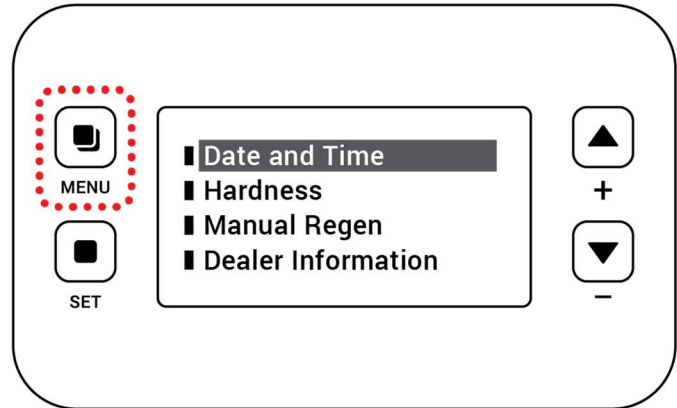 MENU
SET
Date and Time
Hardness
Manual Regen
Dealer Information
+
−